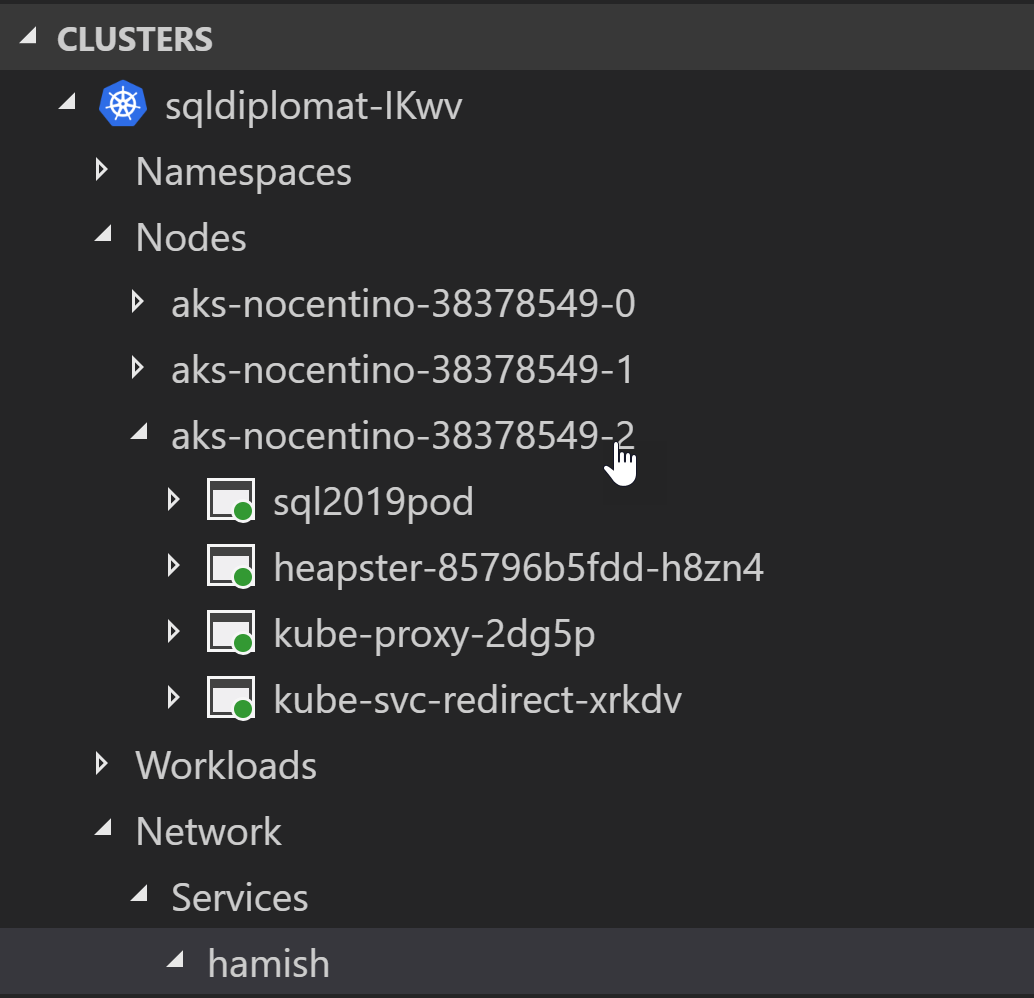 CLUSTERS
sqldiplomat-IKwv
Namespaces
Nodes
aks-nocentino-38378549-0
aks-nocentino-38378549-1
aks-nocentino-38378549-2
sql2019pod
heapster-85796b5fdd-h8zn4
kube-proxy-2dg5p
kube-svc-redirect-xrkdv
Workloads
Network
Services
hamish